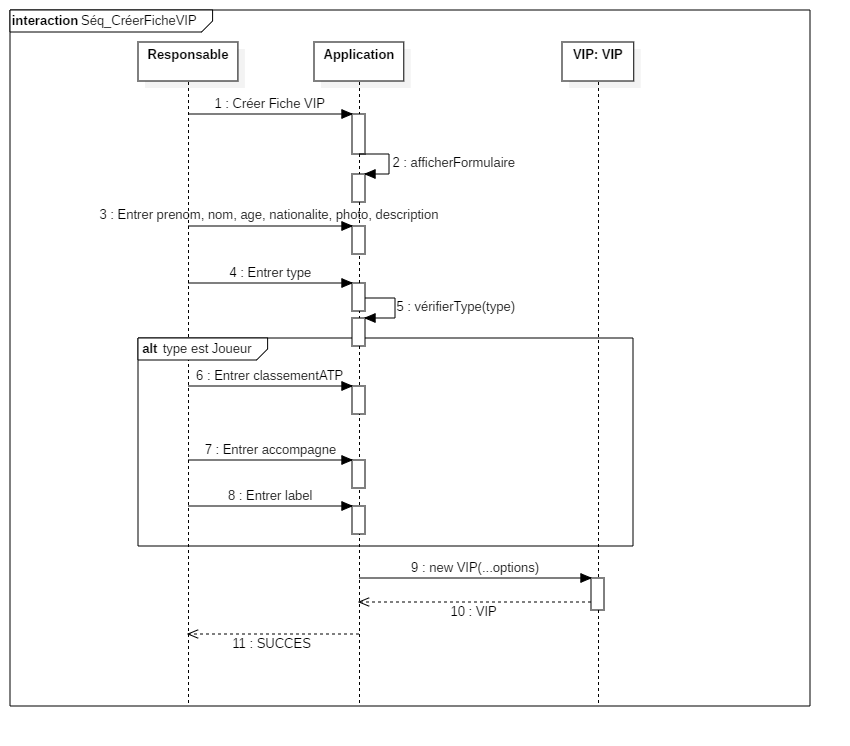 interaction Séq_CréerFicheVIP
Responsable
Application
VIP: VIP
1 : Créer Fiche VIP
2 : afficherFormulaire
3 : Entrer prenom, nom, age, nationalite, photo, description
4 : Entrer type
5 : vérifierType(type)
alt type est Joueur
6 : Entrer classementATP
7 : Entrer accompagne
8 : Entrer label
9 : new VIP(...options)
10 : VIP
11 : SUCCES